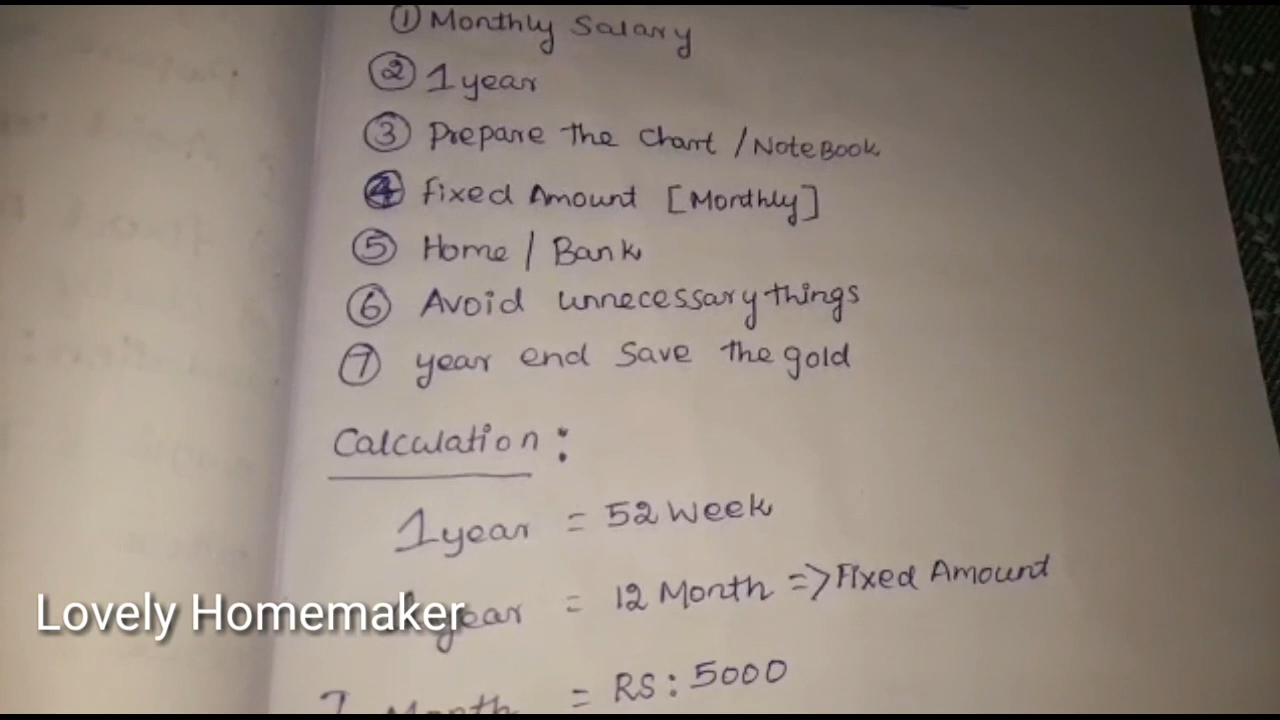 ① Monthly Salary
② 1 year
③ Prepare the Chart / NoteBook
④ Fixed Amount [Monthly]
⑤ Home / Bank
⑥ Avoid unnecessary things
⑦ year end save the gold
Calculation :
1 year = 52 week
year = 12 Month => Fixed Amount
Lovely Homemaker
Month = RS : 5000